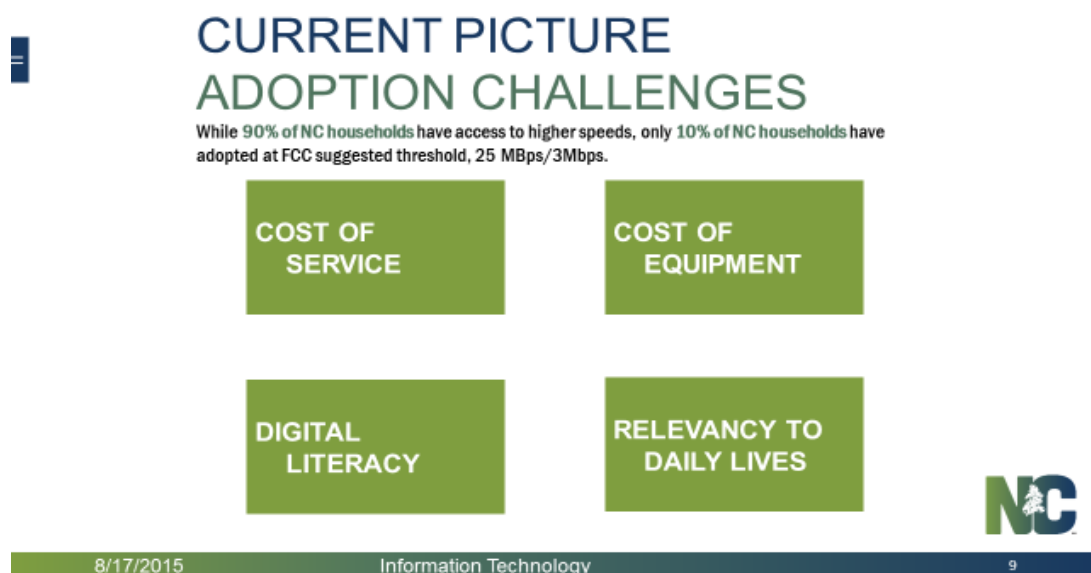 CURRENT PICTURE
ADOPTION CHALLENGES
While 90% of NC households have access to higher speeds, only 10% of NC households have
adopted at FCC suggested threshold, 25 MBps/3Mbps.
COST OF
SERVICE
COST OF
EQUIPMENT
DIGITAL
LITERACY
RELEVANCY TO
DAILY LIVES
NC
8/17/2015
Information Technology
9